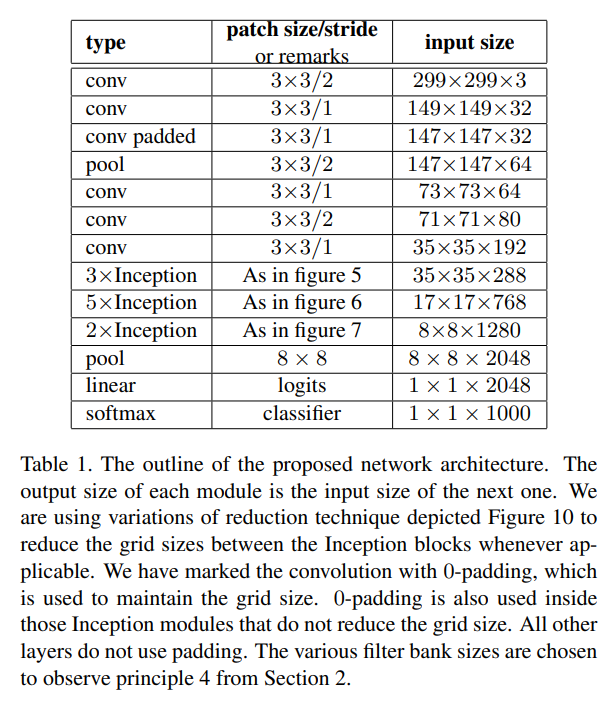 type patch size/stride or remarks input size
conv 3×3/2 299×299×3
conv 3×3/1 149×149×32
conv padded 3×3/1 147×147×32
pool 3×3/2 147×147×64
conv 3×3/1 73×73×64
conv 3×3/2 71×71×80
conv 3×3/1 35×35×192
3×Inception As in figure 5 35×35×288
5×Inception As in figure 6 17×17×768
2×Inception As in figure 7 8×8×1280
pool 8 × 8 8 × 8 × 2048
linear logits 1 × 1 × 2048
softmax classifier 1 × 1 × 1000
Table 1. The outline of the proposed network architecture. The
output size of each module is the input size of the next one. We
are using variations of reduction technique depicted Figure 10 to
reduce the grid sizes between the Inception blocks whenever ap-
plicable. We have marked the convolution with 0-padding, which
is used to maintain the grid size. 0-padding is also used inside
those Inception modules that do not reduce the grid size. All other
layers do not use padding. The various filter bank sizes are chosen
to observe principle 4 from Section 2.